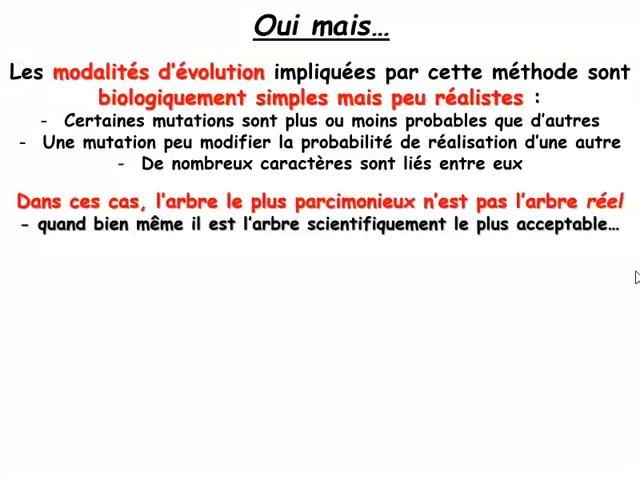 Oui mais…
Les modalités d’évolution impliquées par cette méthode sont
biologiquement simples mais peu réalistes :
- Certaines mutations sont plus ou moins probables que d’autres
- Une mutation peu modifier la probabilité de réalisation d’une autre
- De nombreux caractères sont liés entre eux
Dans ces cas, l’arbre le plus parcimonieux n’est pas l’arbre réel
- quand bien même il est l’arbre scientifiquement le plus acceptable…